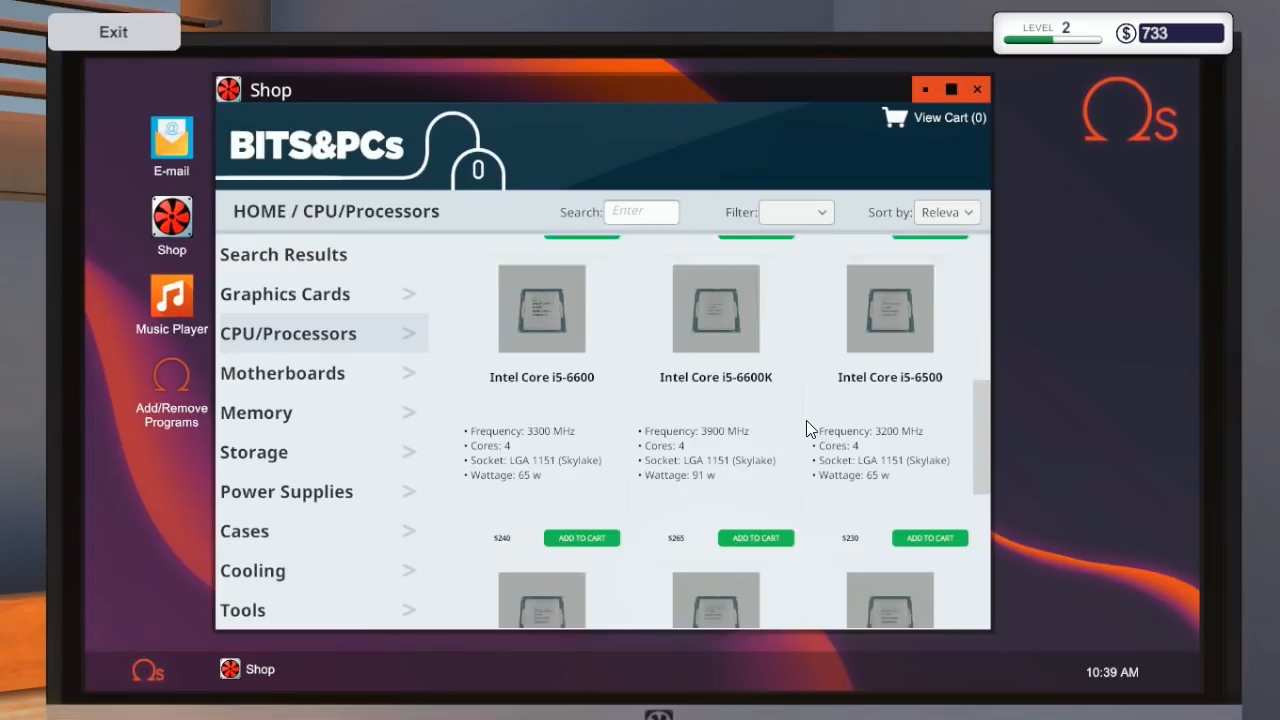 Exit
LEVEL 2
$ 733
Shop
View Cart (0)
BITS&PCs
HOME / CPU/Processors
Search: Enter
Filter:
Sort by: Releva
E-mail
Shop
Music Player
Add/Remove
Programs
Search Results
Graphics Cards >
CPU/Processors >
Motherboards >
Memory >
Storage >
Power Supplies >
Cases >
Cooling >
Tools >
Intel Core i5-6600
• Frequency: 3300 MHz
• Cores: 4
• Socket: LGA 1151 (Skylake)
• Wattage: 65 w
$240 ADD TO CART
Intel Core i5-6600K
• Frequency: 3900 MHz
• Cores: 4
• Socket: LGA 1151 (Skylake)
• Wattage: 91 w
$265 ADD TO CART
Intel Core i5-6500
Frequency: 3200 MHz
• Cores: 4
• Socket: LGA 1151 (Skylake)
• Wattage: 65 w
$230 ADD TO CART
Ωs
Ωs
Shop
10:39 AM